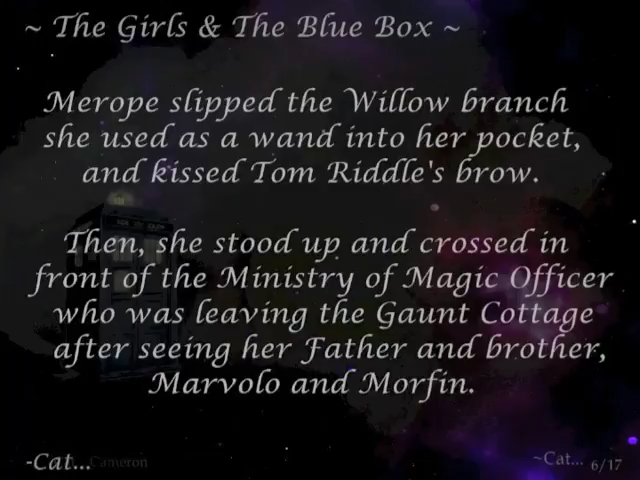 ~ The Girls & The Blue Box ~
Merope slipped the Willow branch
she used as a wand into her pocket,
and kissed Tom Riddle's brow.
Then, she stood up and crossed in
front of the Ministry of Magic Officer
who was leaving the Gaunt Cottage
after seeing her Father and brother,
Marvolo and Morfin.
-Cat... Cameron
~Cat... 6/17